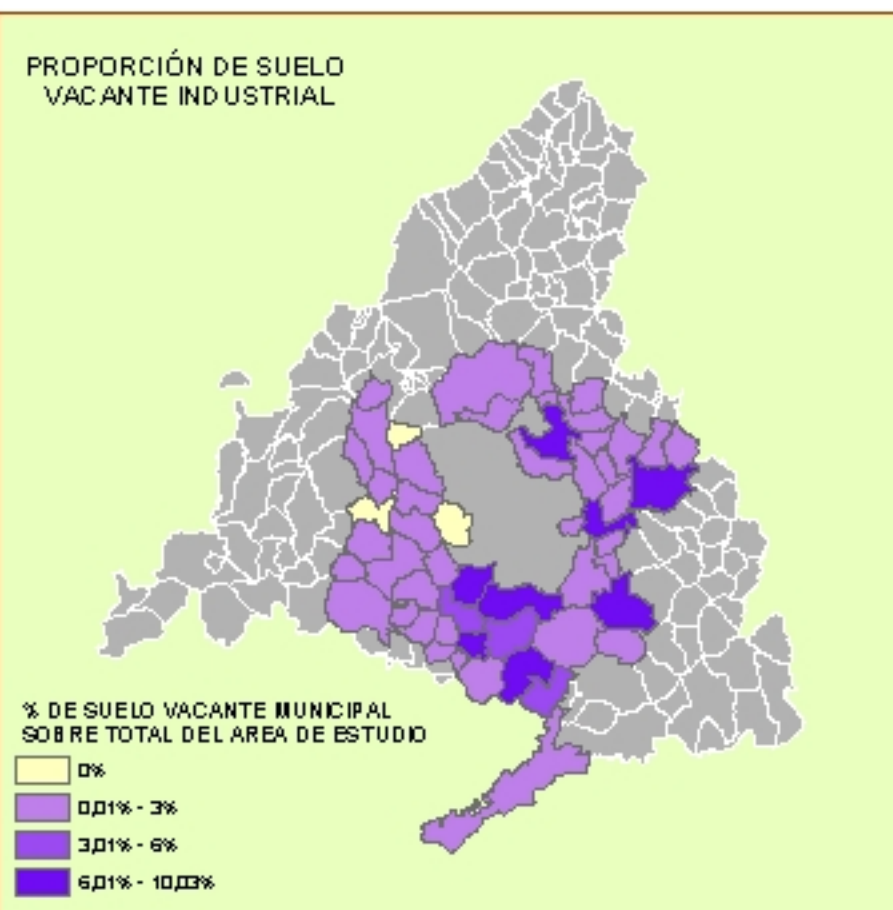 PROPORCIÓN DE SUELO
VACANTE INDUSTRIAL
% DE SUELO VACANTE MUNICIPAL
SOBRE TOTAL DEL AREA DE ESTUDIO
0%
0,01% - 3%
3,01% - 6%
6,01% - 10,03%